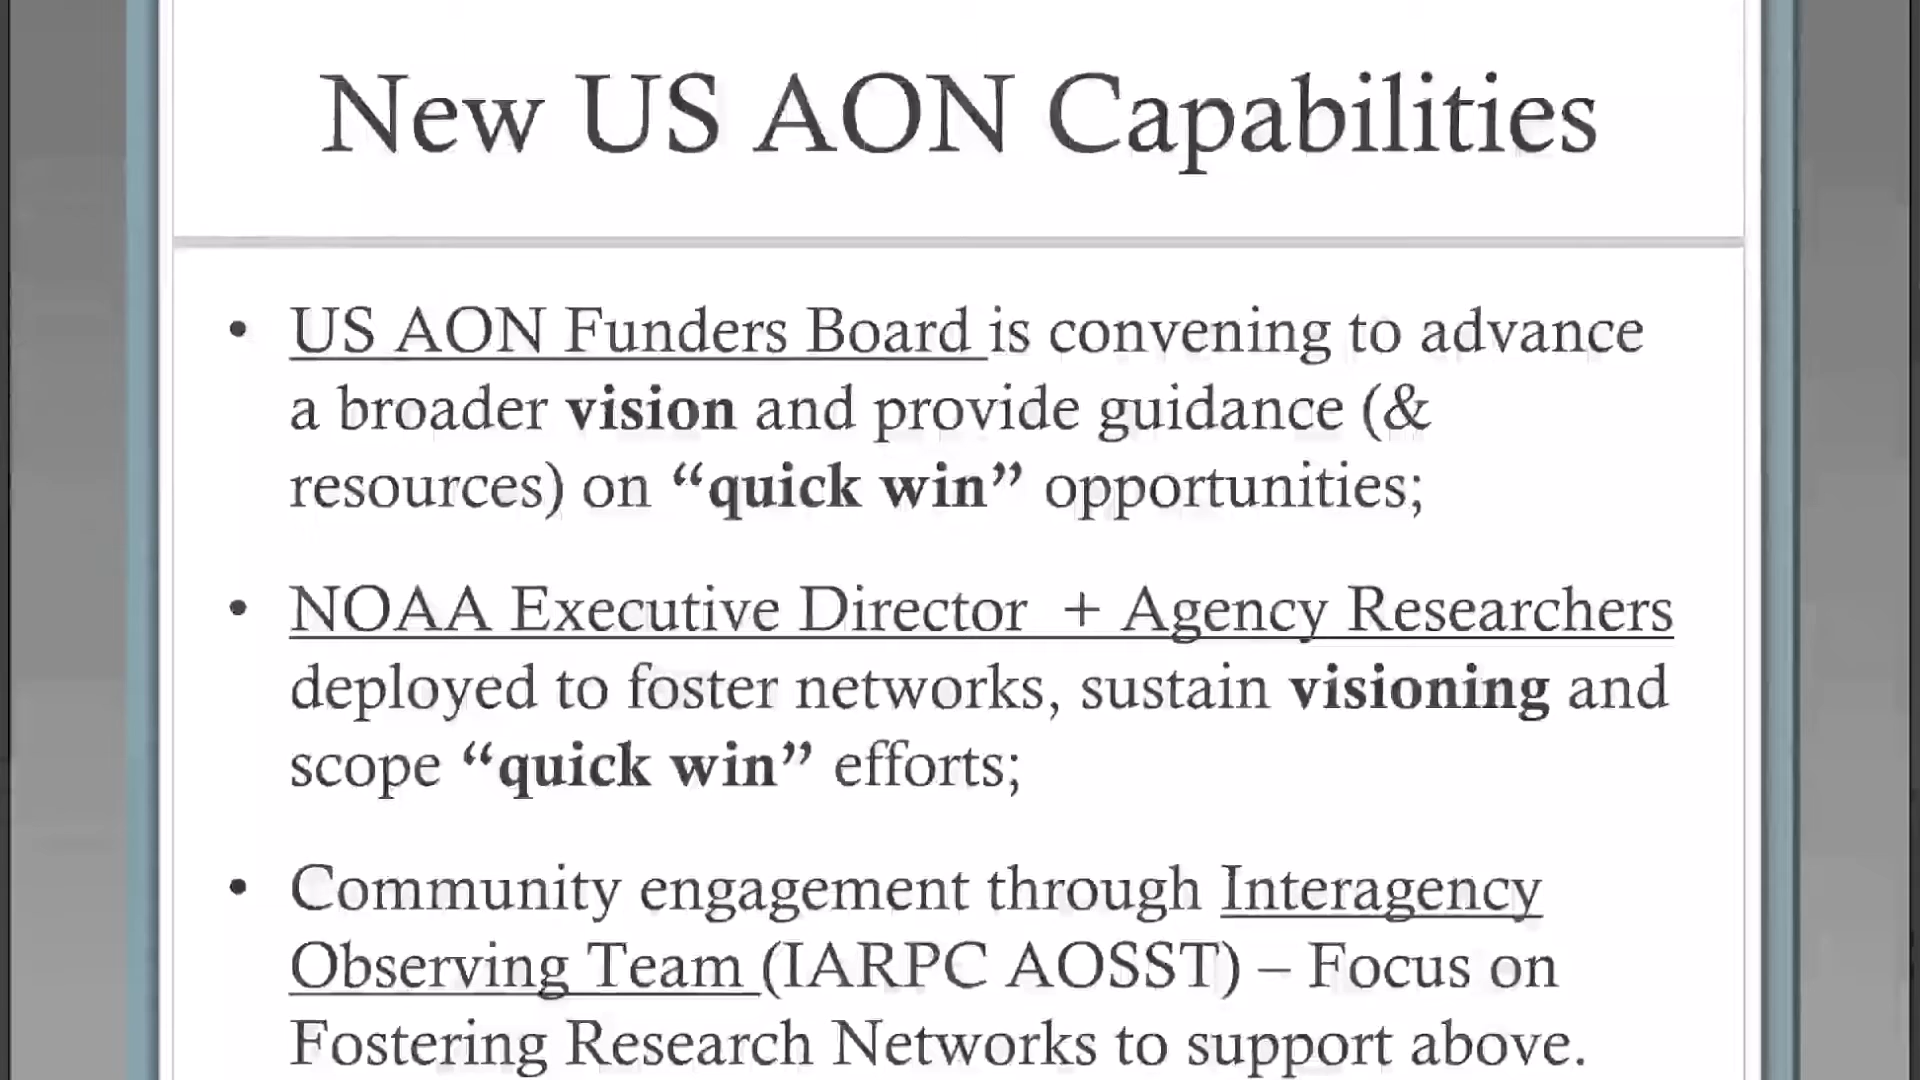 New US AON Capabilities
• US AON Funders Board is convening to advance
a broader vision and provide guidance (&
resources) on “quick win” opportunities;
• NOAA Executive Director + Agency Researchers
deployed to foster networks, sustain visioning and
scope “quick win” efforts;
• Community engagement through Interagency
Observing Team (IARPC AOSST) – Focus on
Fostering Research Networks to support above.